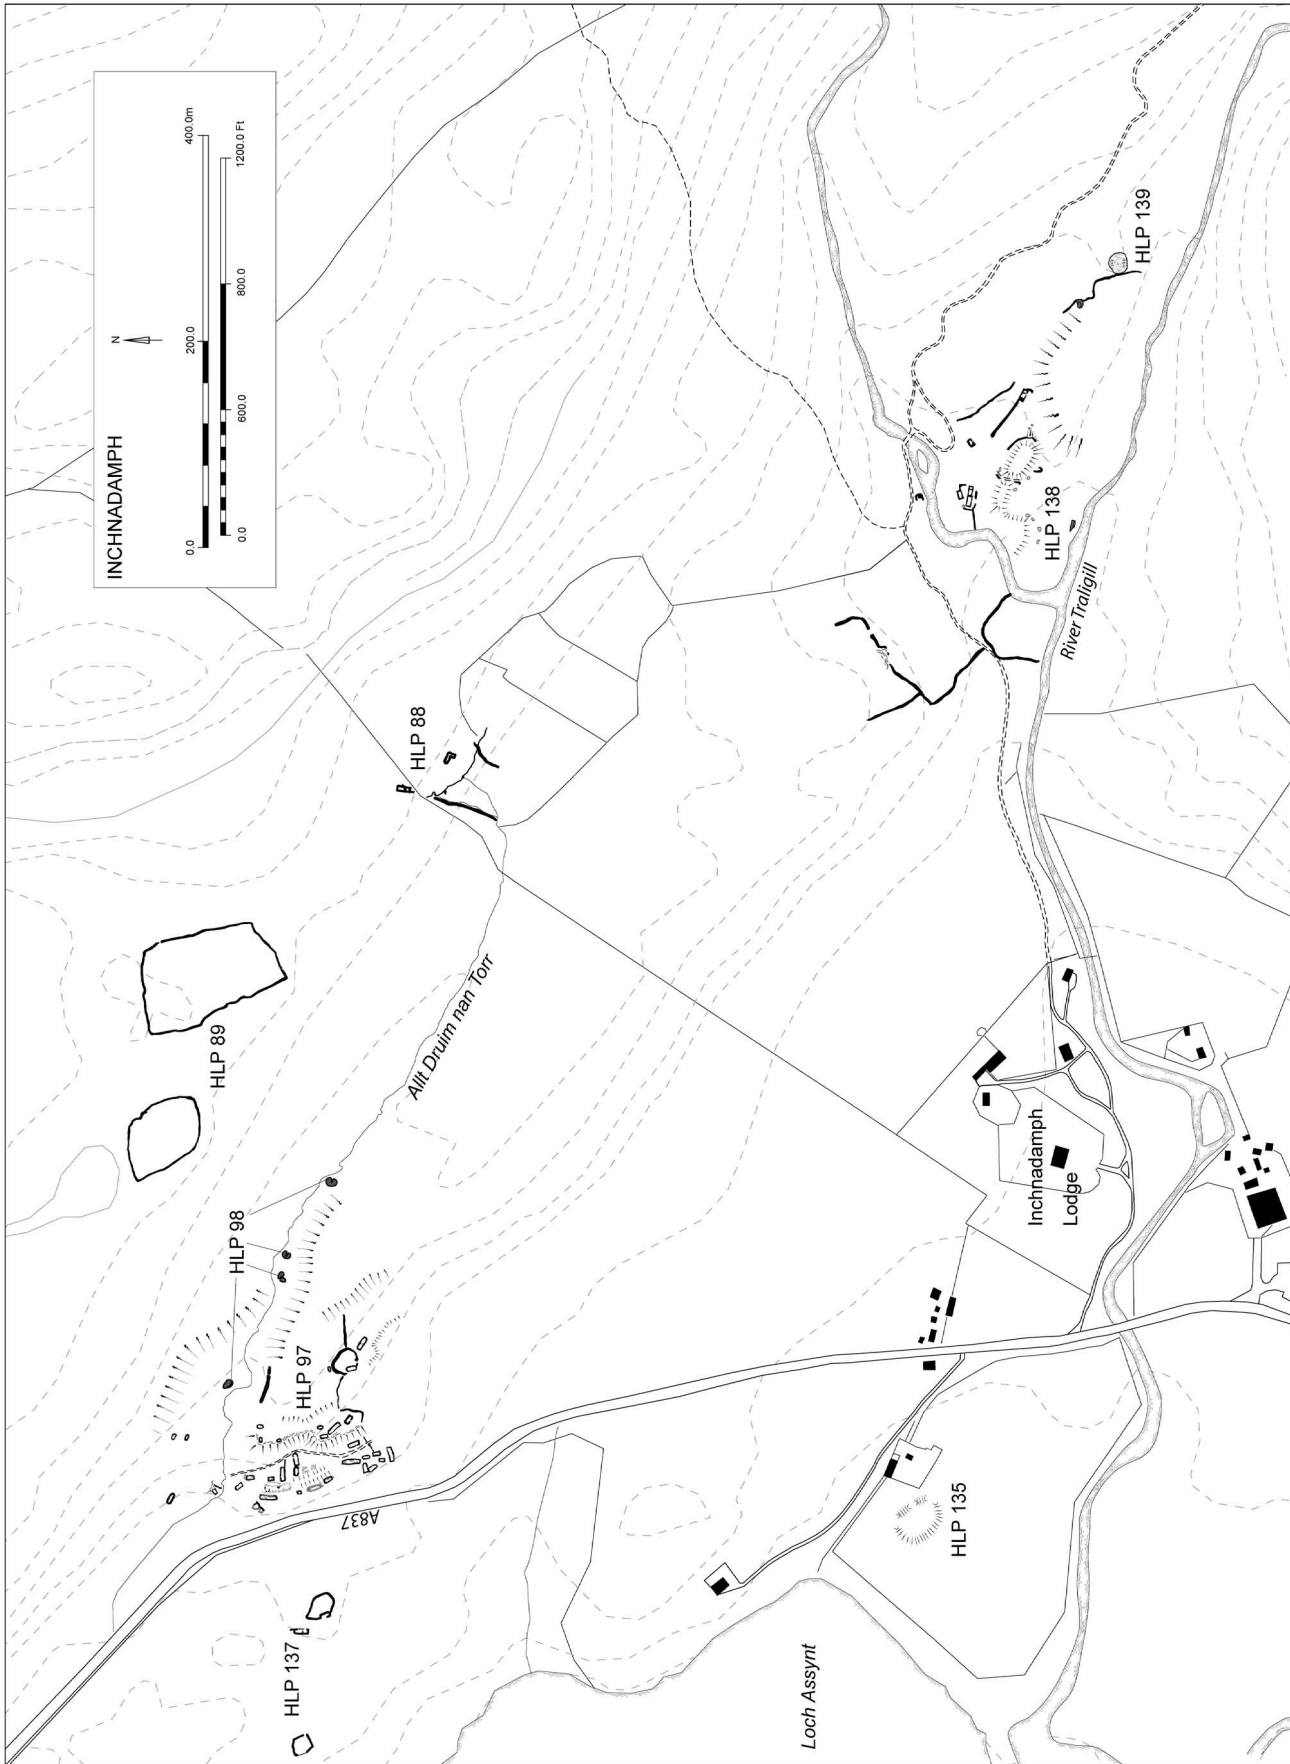 INCHNADAMPH
N
0.0
200.0
400.0m
0.0
600.0
800.0
1200.0 Ft
HLP 137
HLP 98
HLP 89
HLP 97
A837
HLP 88
Allt Druim nan Torr
Loch Assynt
HLP 135
Inchnadamph
Lodge
River Traligill
HLP 138
HLP 139